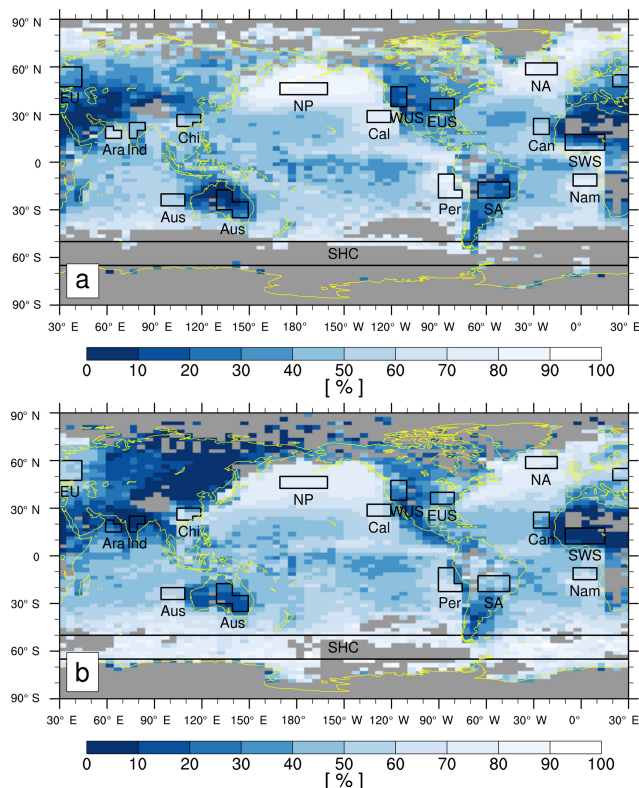 90° N
60° N
30° N
0
30° S
60° S
90° S
EU
NP
NA
WUS
EUS
Cal
Chi
Ara
Ind
Can
SWS
Aus
Aus
Per
SA
Nam
SHC
a
30° E 60° E 90° E 120° E 150° E 180° E 150° W 120° W 90° W 60° W 30° W 0° 30° E
0 10 20 30 40 50 60 70 80 90 100
[ % ]
90° N
60° N
30° N
0
30° S
60° S
90° S
EU
NP
NA
WUS
EUS
Cal
Chi
Ara
Ind
Can
SWS
Aus
Aus
Per
SA
Nam
SHC
b
30° E 60° E 90° E 120° E 150° E 180° E 150° W 120° W 90° W 60° W 30° W 0° 30° E
0 10 20 30 40 50 60 70 80 90 100
[ % ]